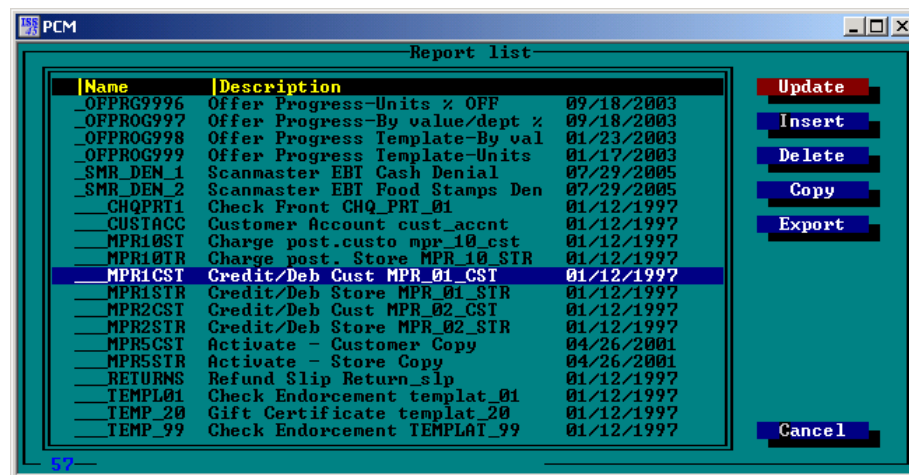 ISS 45 PCM
Report list
|Name |Description
Update
_OFPRG9996 Offer Progress-Units % OFF 09/18/2003
_OFPROG997 Offer Progress-By value/dept % 09/18/2003
Insert
_OFPROG998 Offer Progress Template-By val 01/23/2003
_OFPROG999 Offer Progress Template-Units 01/17/2003
Delete
_SMR_DEN_1 Scanmaster EBT Cash Denial 07/29/2005
_SMR_DEN_2 Scanmaster EBT Food Stamps Den 07/29/2005
Copy
___CHQPRT1 Check Front CHQ_PRT_01 01/12/1997
___CUSTACC Customer Account cust_accnt 01/12/1997
Export
___MPR10ST Charge post.custo mpr_10_cst 01/12/1997
___MPR10TR Charge post. Store MPR_10_STR 01/12/1997
___MPR1CST Credit/Deb Cust MPR_01_CST 01/12/1997
___MPR1STR Credit/Deb Store MPR_01_STR 01/12/1997
___MPR2CST Credit/Deb Cust MPR_02_CST 01/12/1997
___MPR2STR Credit/Deb Store MPR_02_STR 01/12/1997
___MPR5CST Activate - Customer Copy 04/26/2001
___MPR5STR Activate - Store Copy 04/26/2001
___RETURNS Refund Slip Return_slp 01/12/1997
___TEMPL01 Check Endorsement templat_01 01/12/1997
___TEMP_20 Gift Certificate templat_20 01/12/1997
___TEMP_99 Check Endorsement TEMPLAT_99 01/12/1997
Cancel
57